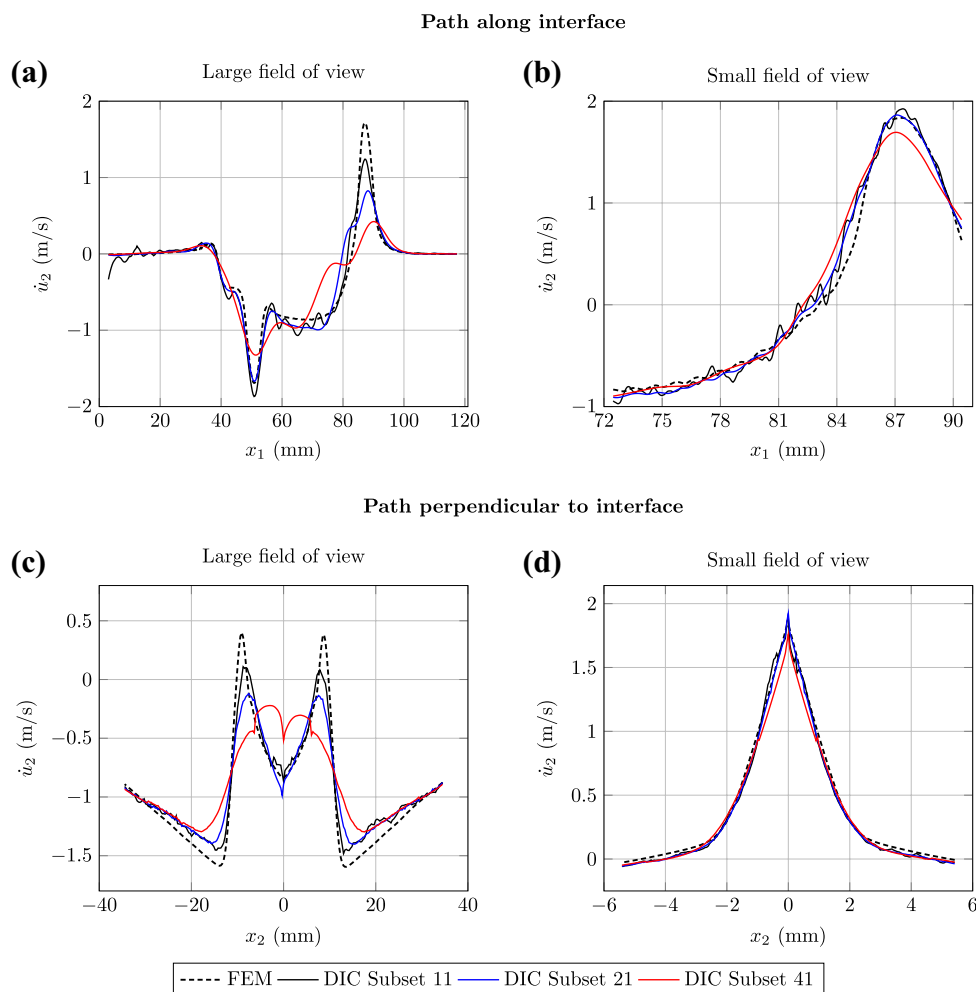 Path along interface
(a)
Large field of view
2
1
0
−1
−2
0
20
40
60
80
100
120
u̇₂ (m/s)
x₁ (mm)
(b)
Small field of view
2
1
0
−1
72
75
78
81
84
87
90
u̇₂ (m/s)
x₁ (mm)
Path perpendicular to interface
(c)
Large field of view
0.5
0
−0.5
−1
−1.5
−40
−20
0
20
40
u̇₂ (m/s)
x₂ (mm)
(d)
Small field of view
2
1.5
1
0.5
0
−6
−4
−2
0
2
4
6
u̇₂ (m/s)
x₂ (mm)
FEM DIC Subset 11 DIC Subset 21 DIC Subset 41